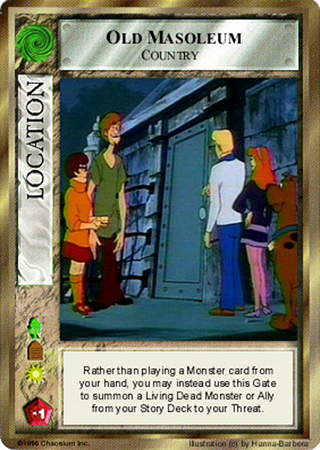 OLD MASOLEUM
COUNTRY
LOCATION
Rather than playing a Monster card from
your hand, you may instead use this Gate
to summon a Living Dead Monster or Ally
from your Story Deck to your Threat.
-1
©1996 Chaosium Inc.
Illustration (c) by Hanna-Barbera